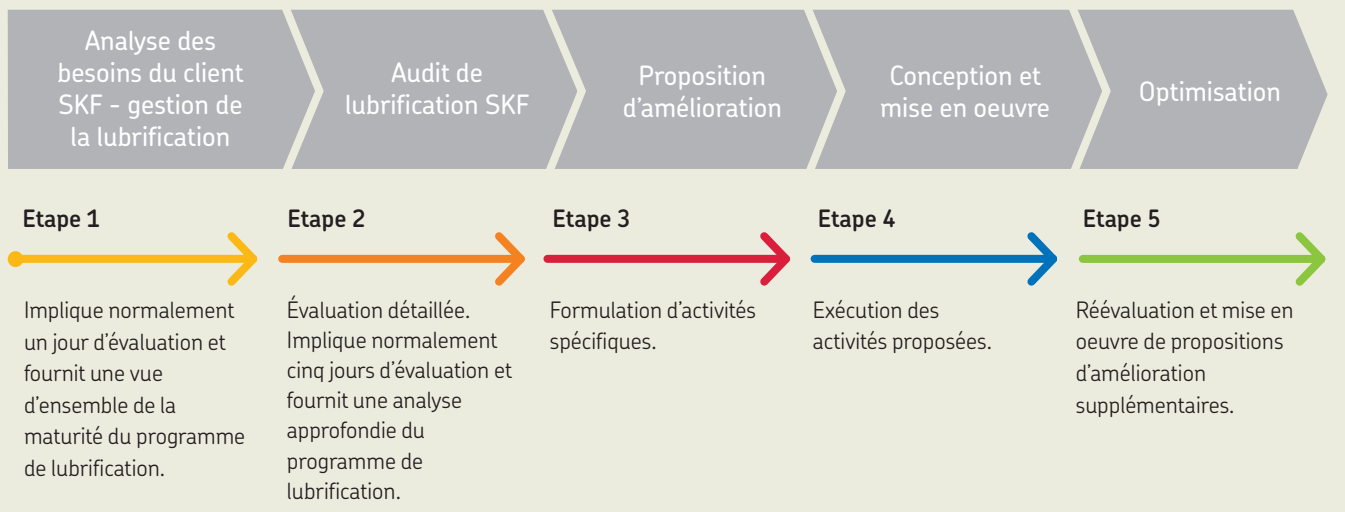 Analyse des
besoins du client
SKF - gestion de
la lubrification
Audit de
lubrification SKF
Proposition
d'amélioration
Conception et
mise en oeuvre
Optimisation
Etape 1
Implique normalement
un jour d'évaluation et
fournit une vue
d'ensemble de la
maturité du programme
de lubrification.
Etape 2
Évaluation détaillée.
Implique normalement
cinq jours d'évaluation et
fournit une analyse
approfondie du
programme de
lubrification.
Etape 3
Formulation d'activités
spécifiques.
Etape 4
Exécution des
activités proposées.
Etape 5
Réévaluation et mise en
oeuvre de propositions
d'amélioration
supplémentaires.